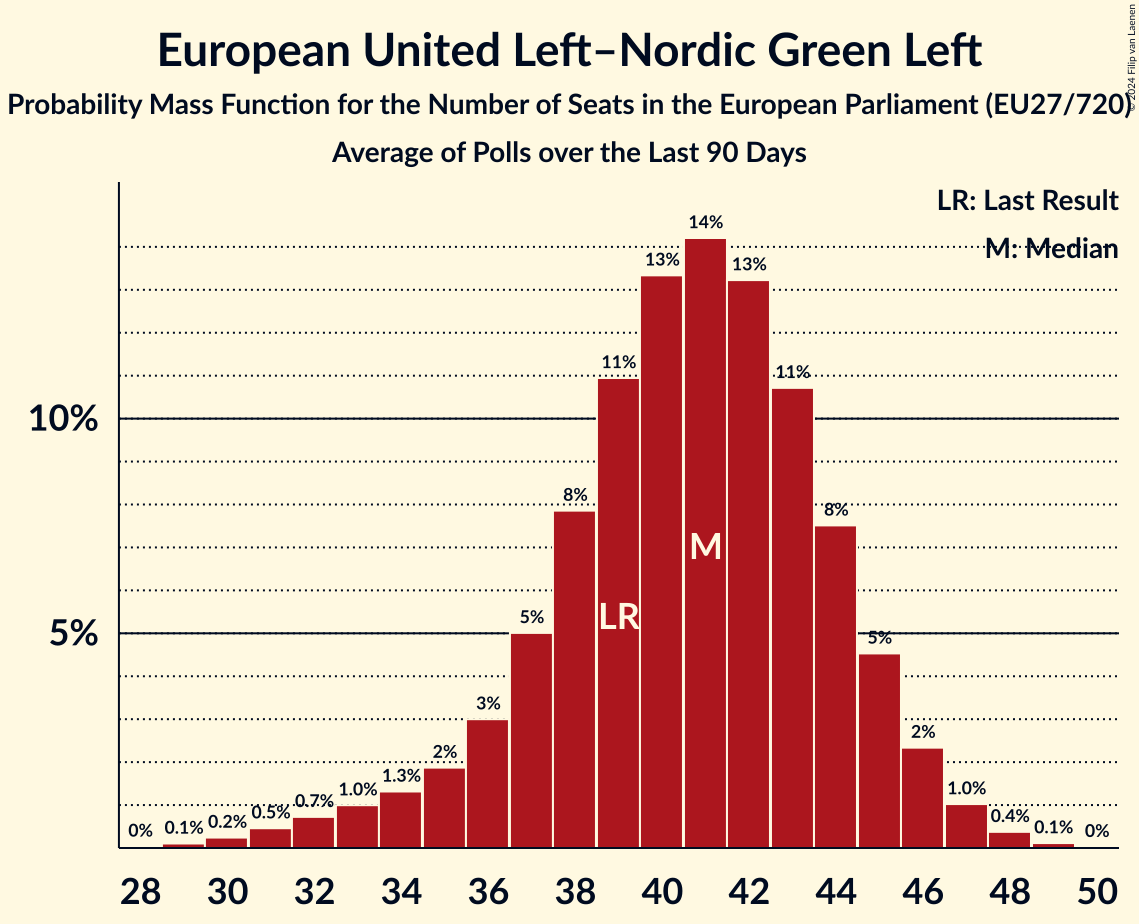 European United Left–Nordic Green Left
Probability Mass Function for the Number of Seats in the European Parliament (EU27/720)
Average of Polls over the Last 90 Days
© 2024 Filip van Laenen
LR: Last Result
M: Median
10%
5%
0%
0.1%
0.2%
0.5%
0.7%
1.0%
1.3%
2%
3%
5%
8%
11%
13%
14%
13%
11%
8%
5%
2%
1.0%
0.4%
0.1%
0%
LR
M
28 30 32 34 36 38 40 42 44 46 48 50